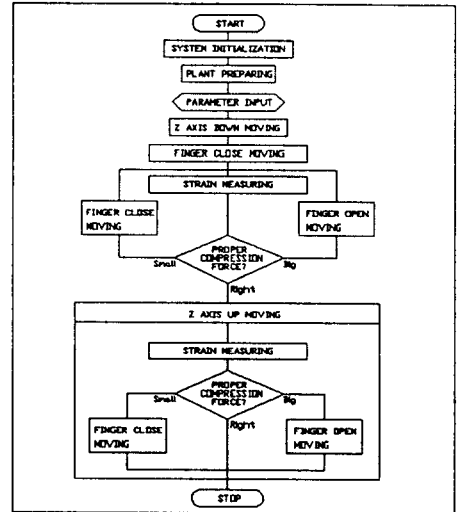 START
SYSTEM INITIALIZATION
PLANT PREPARING
PARAMETER INPUT
Z AXIS DOWN MOVING
FINGER CLOSE MOVING
STRAIN MEASURING
FINGER CLOSE
MOVING
FINGER OPEN
MOVING
PROPER
COMPRESSION
FORCE?
Small
Big
Right
Z AXIS UP MOVING
STRAIN MEASURING
PROPER
COMPRESSION
FORCE?
Small
Big
Right
FINGER CLOSE
MOVING
FINGER OPEN
MOVING
STOP